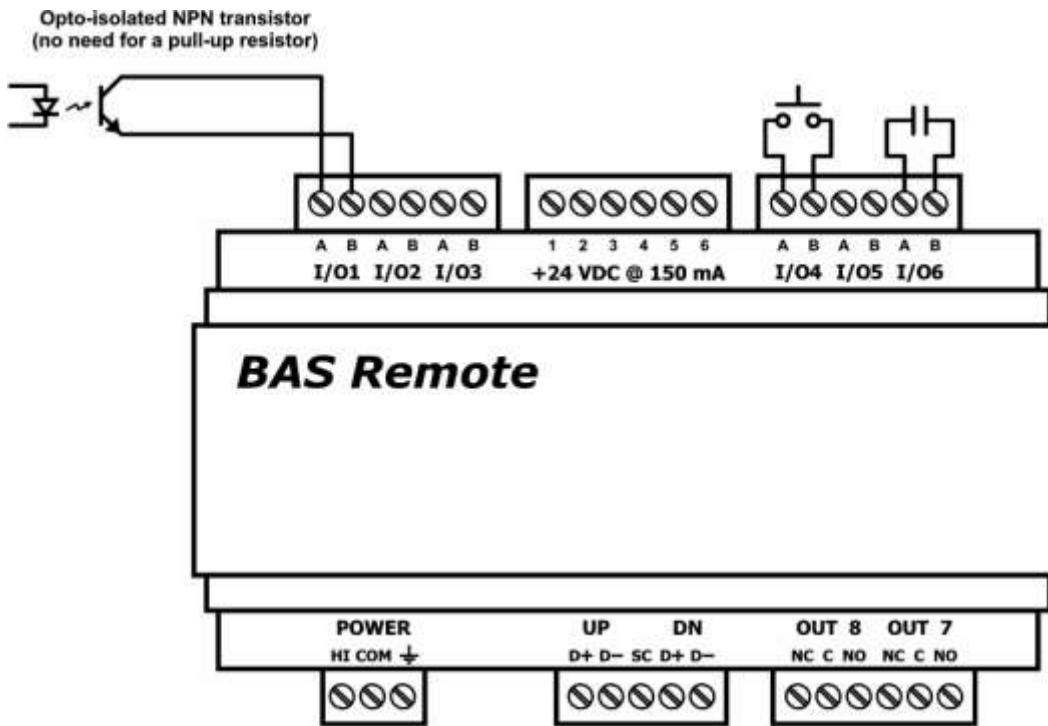 Opto-isolated NPN transistor
(no need for a pull-up resistor)
A B A B A B
1 2 3 4 5 6
A B A B A B
I/O1 I/O2 I/O3
+24 VDC @ 150 mA
I/O4 I/O5 I/O6
BAS Remote
POWER
UP DN
OUT 8 OUT 7
HI COM
D+ D– SC D+ D–
NC C NO NC C NO